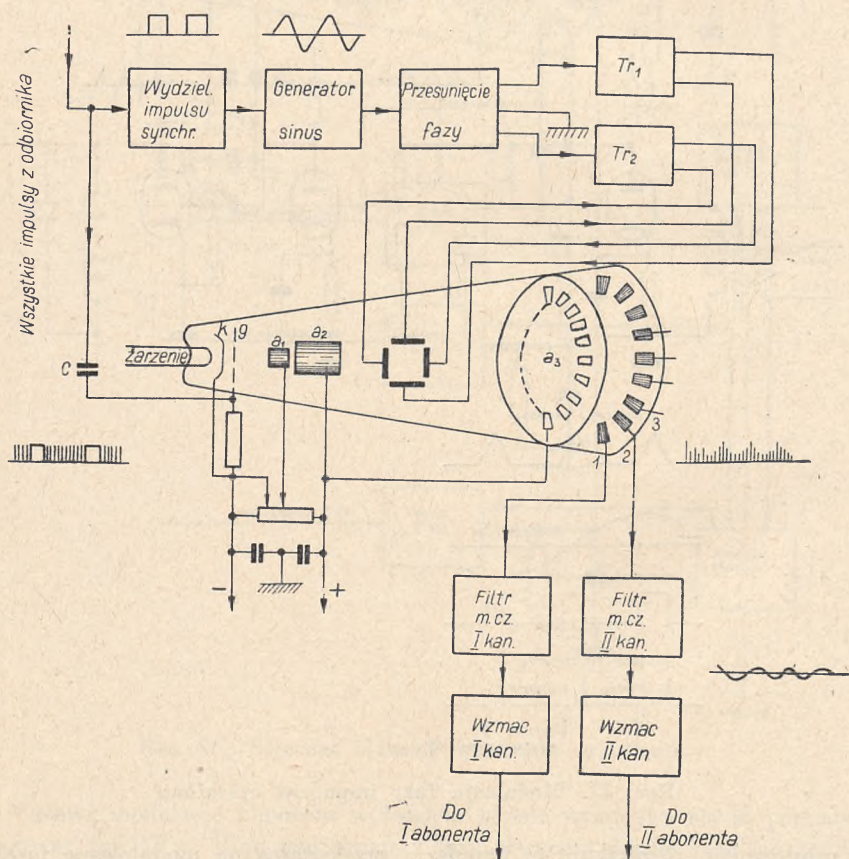 Wszystkie impulsy z odbiornika
Wydziel.
impulsu
synchr.
Generator
sinus
Przesunięcie
fazy
Tr₁
Tr₂
Żarzenie
k
g
a₁
a₂
a₃
C
1
2
3
-
+
Filtr
m.cz.
I kan.
Filtr
m.cz.
II kan.
Wzmac
I kan.
Wzmac
II kan
Do
I abonenta
Do
II abonenta